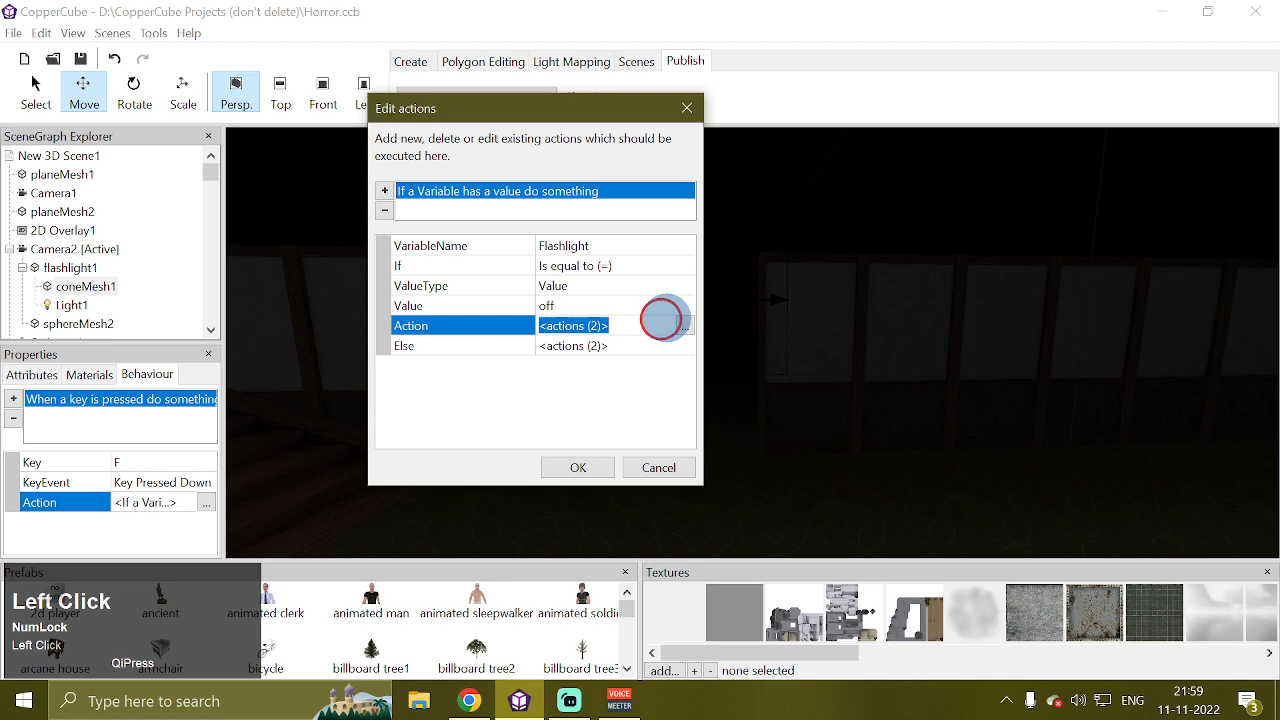 CopperCube - D:\CopperCube Projects (don't delete)\Horror.ccb
File Edit View Scenes Tools Help
Create Polygon Editing Light Mapping Scenes Publish
Select Move Rotate Scale Persp. Top Front
SceneGraph Explorer
New 3D Scene1
planeMesh1
Camera1
planeMesh2
2D Overlay1
Camera2 [Active]
flashlight1
coneMesh1
Light1
sphereMesh2
Properties
Attributes Materials Behaviour
+ When a key is pressed do something
-
Key F
KeyEvent Key Pressed Down
Action <If a Vari...> ...
Edit actions
Add new, delete or edit existing actions which should be
executed here.
+ If a Variable has a value do something
-
VariableName Flashlight
If Is equal to (=)
ValueType Value
Value off
Action <actions (2)> ...
Else <actions (2)>
OK Cancel
Prefabs
2d player ancient animated clerk animated man animated sleepwalker animated soldi
arcane house armchair bicycle billboard tree1 billboard tree2 billboard tree3
Left Click
NumLock
Left Click
QiPress
Textures
add... + - none selected
Type here to search
VOICE
MEETER
ENG
21:59
11-11-2022
3